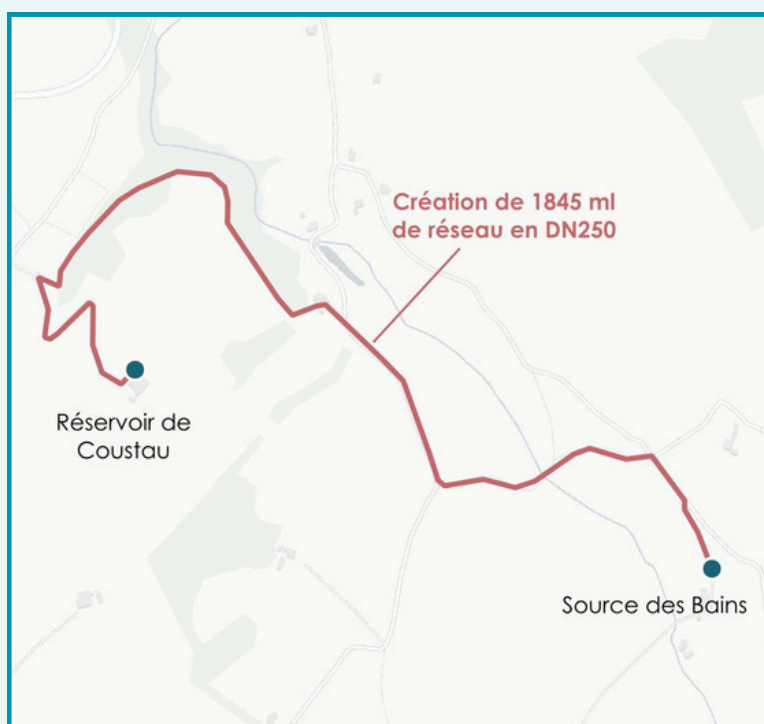 Création de 1845 ml
de réseau en DN250
Réservoir de
Coustau
Source des Bains